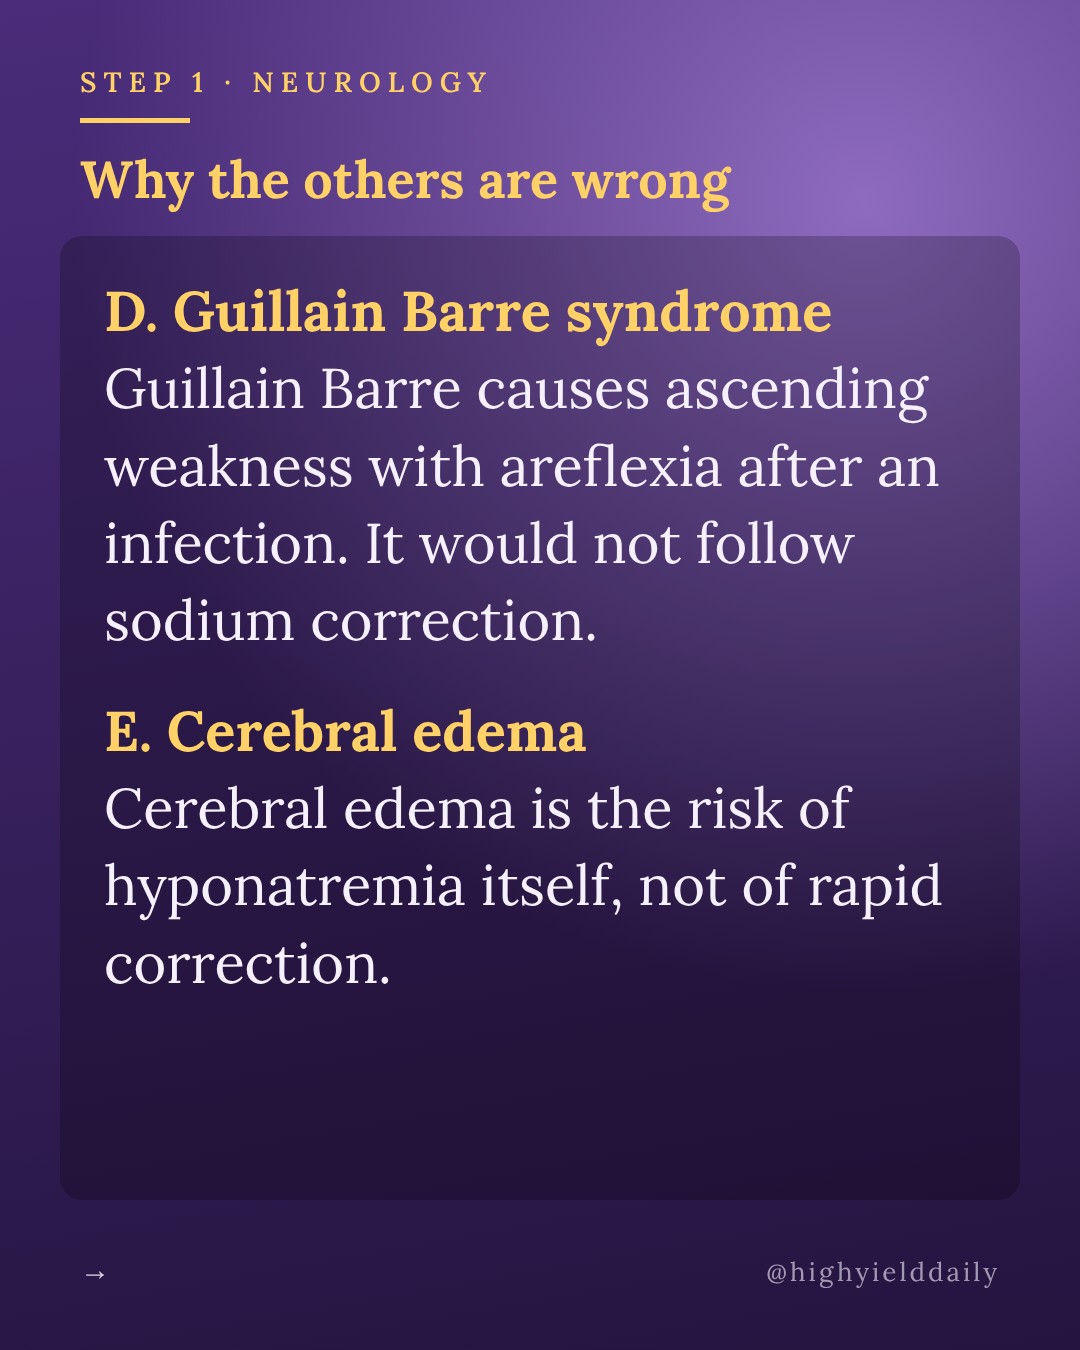 STEP 1 · NEUROLOGY
Why the others are wrong
D. Guillain Barre syndrome
Guillain Barre causes ascending
weakness with areflexia after an
infection. It would not follow
sodium correction.
E. Cerebral edema
Cerebral edema is the risk of
hyponatremia itself, not of rapid
correction.
→
@highyielddaily